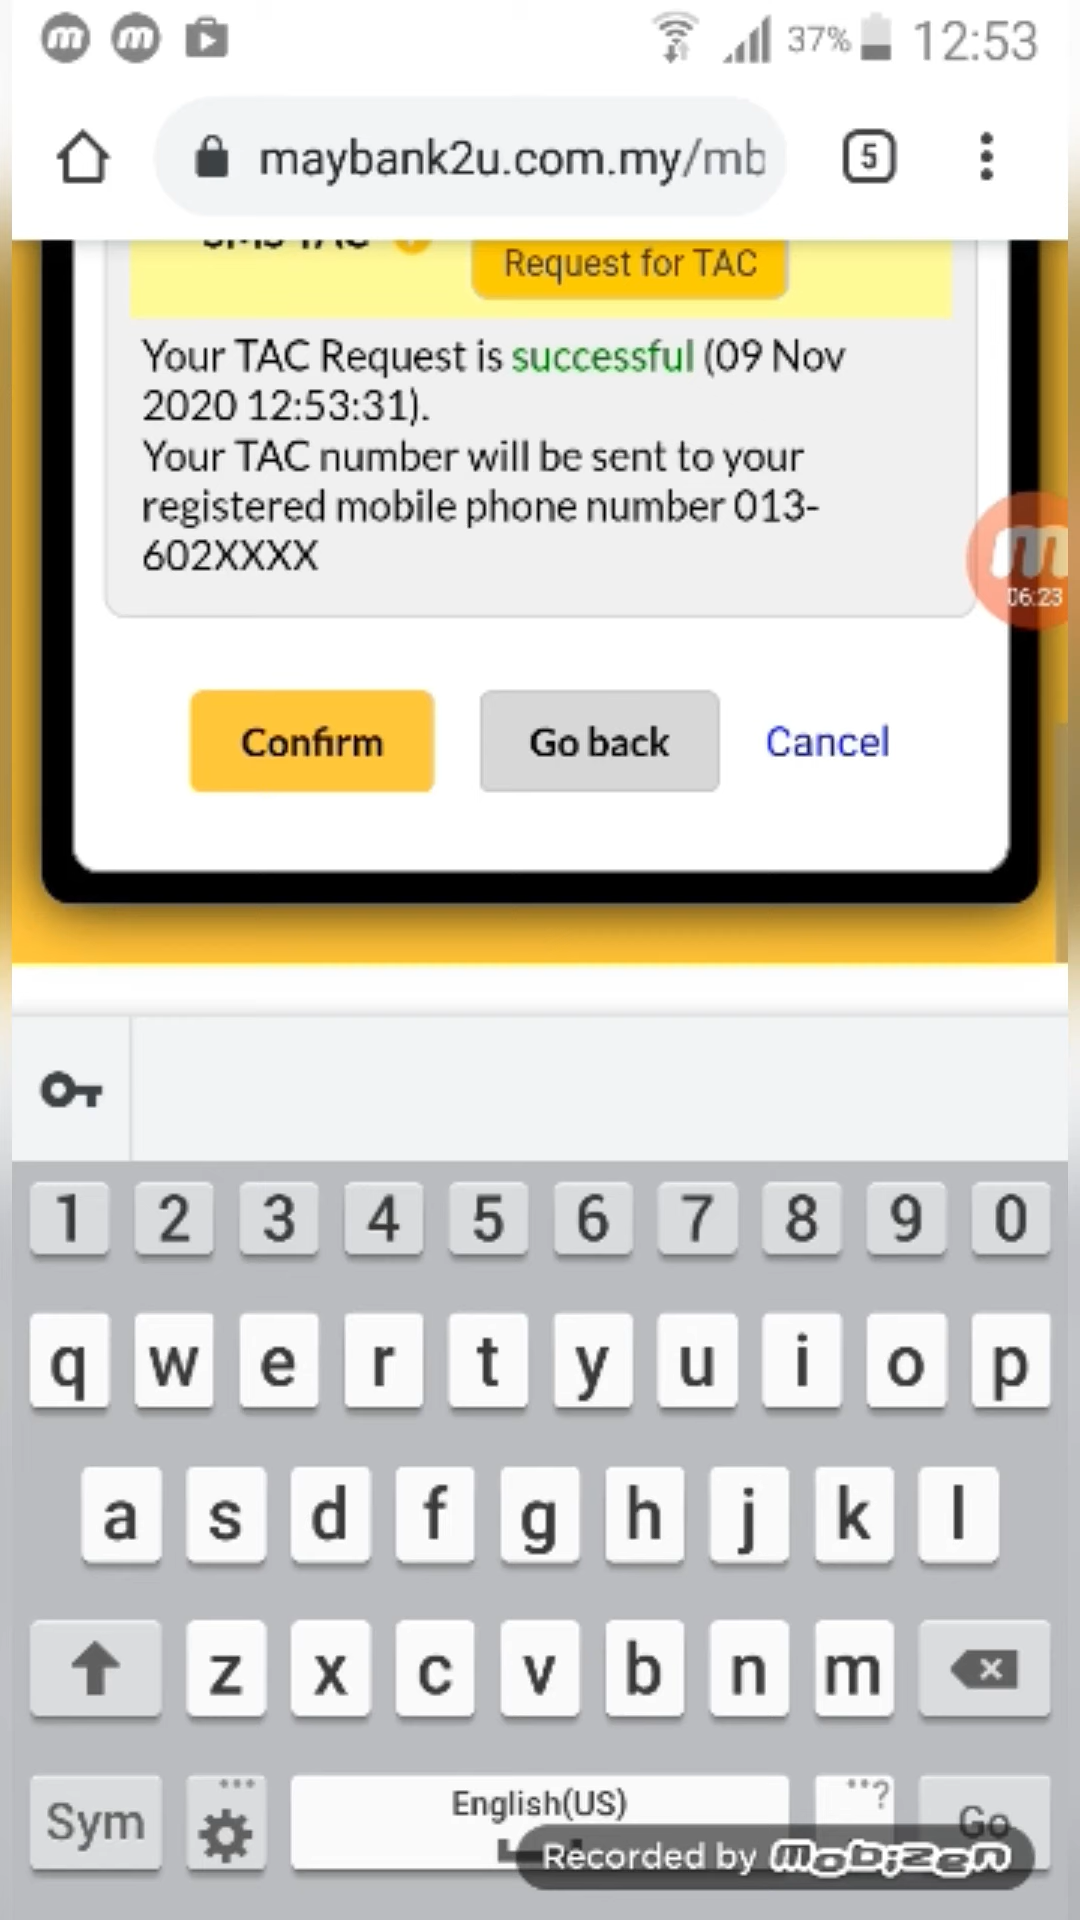 37% 12:53
maybank2u.com.my/mb
5
SMS TAC
Request for TAC
Your TAC Request is successful (09 Nov
2020 12:53:31).
Your TAC number will be sent to your
registered mobile phone number 013-
602XXXX
m
06:23
Confirm Go back Cancel
1 2 3 4 5 6 7 8 9 0
q w e r t y u i o p
a s d f g h j k l
z x c v b n m
Sym English(US) ? Go
Recorded by mobizen